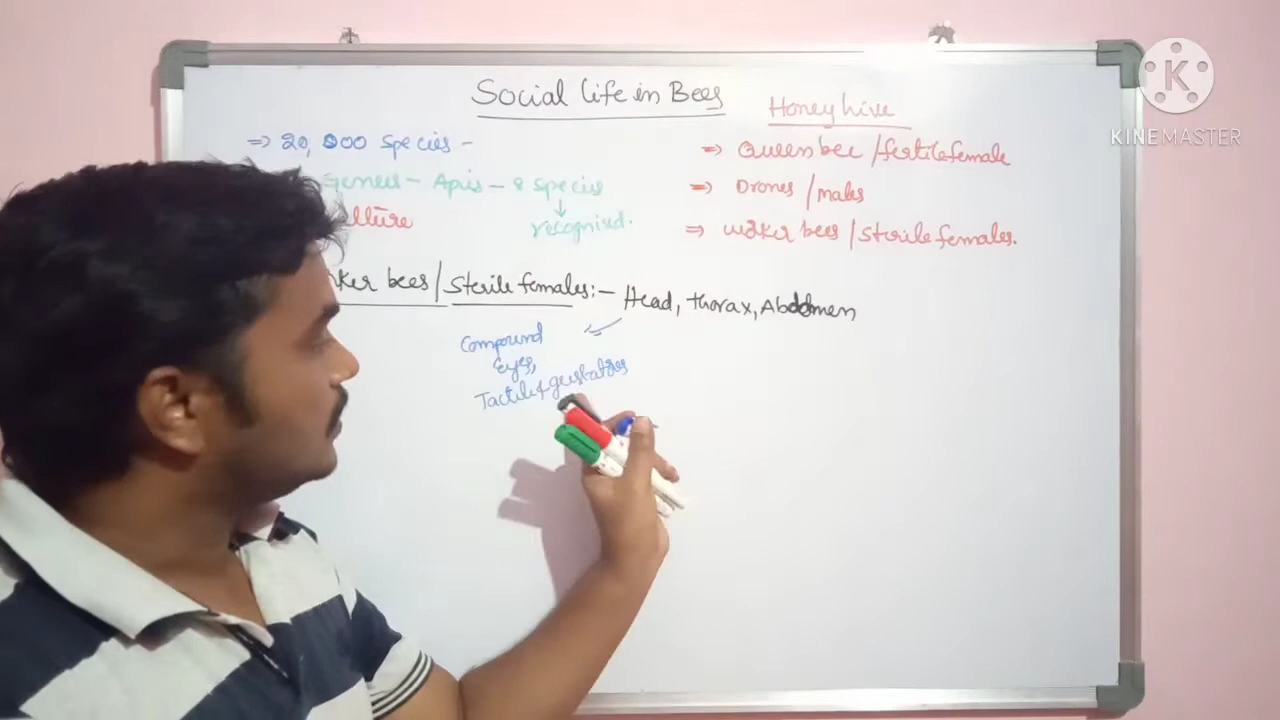 Social life in Bees
⇒ 20,000 species -
Genus - Apis - 8 species
↓
recognised.
Honey hive
⇒ Queen bee / fertile female
⇒ Drones / males
⇒ worker bees / sterile females.
bees / Sterile females:- Head, Thorax, Abdomen
Compound
eyes,
Tactile &
K
KINEMASTER